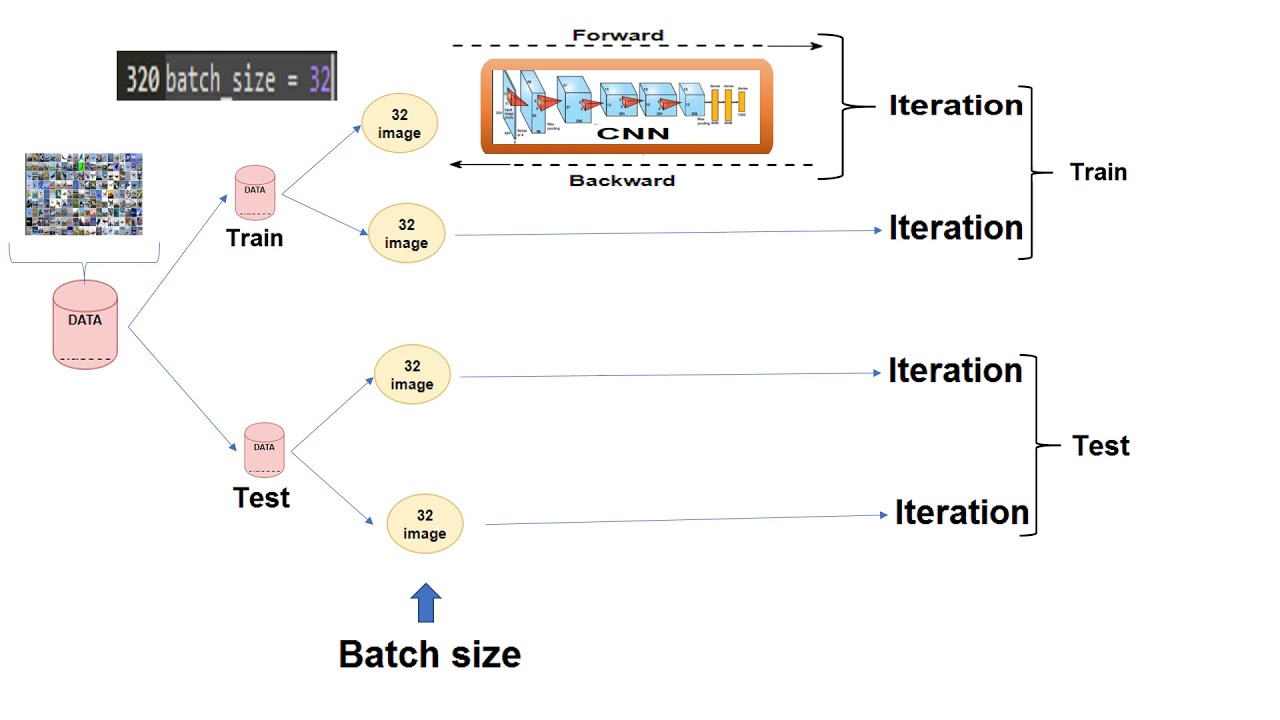 Forward
320 batch_size = 32
32
image
CNN
Iteration
Backward
Train
DATA
Train
32
image
Iteration
DATA
32
image
Iteration
Test
DATA
Test
32
image
Iteration
Batch size